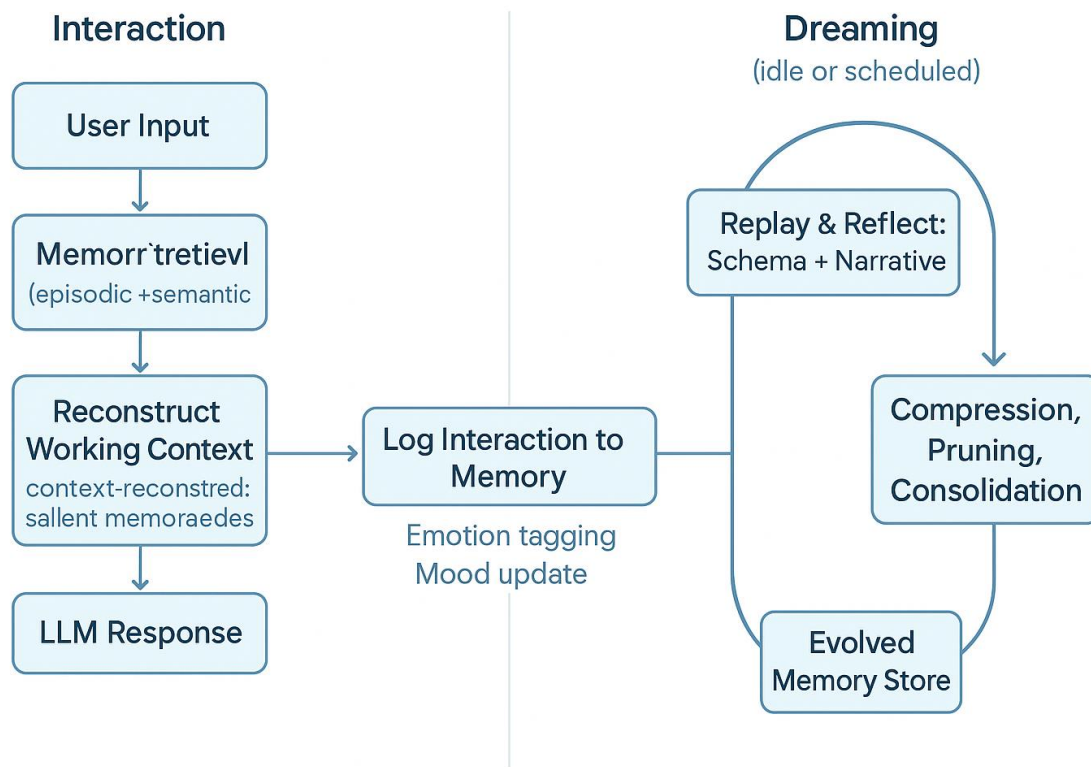 Interaction
User Input
Memorr`tretievl
(episodic +semantic
Reconstruct
Working Context
context-reconstred:
sallent memoraedes
LLM Response
Log Interaction to
Memory
Emotion tagging
Mood update
Dreaming
(idle or scheduled)
Replay & Reflect:
Schema + Narrative
Compression,
Pruning,
Consolidation
Evolved
Memory Store